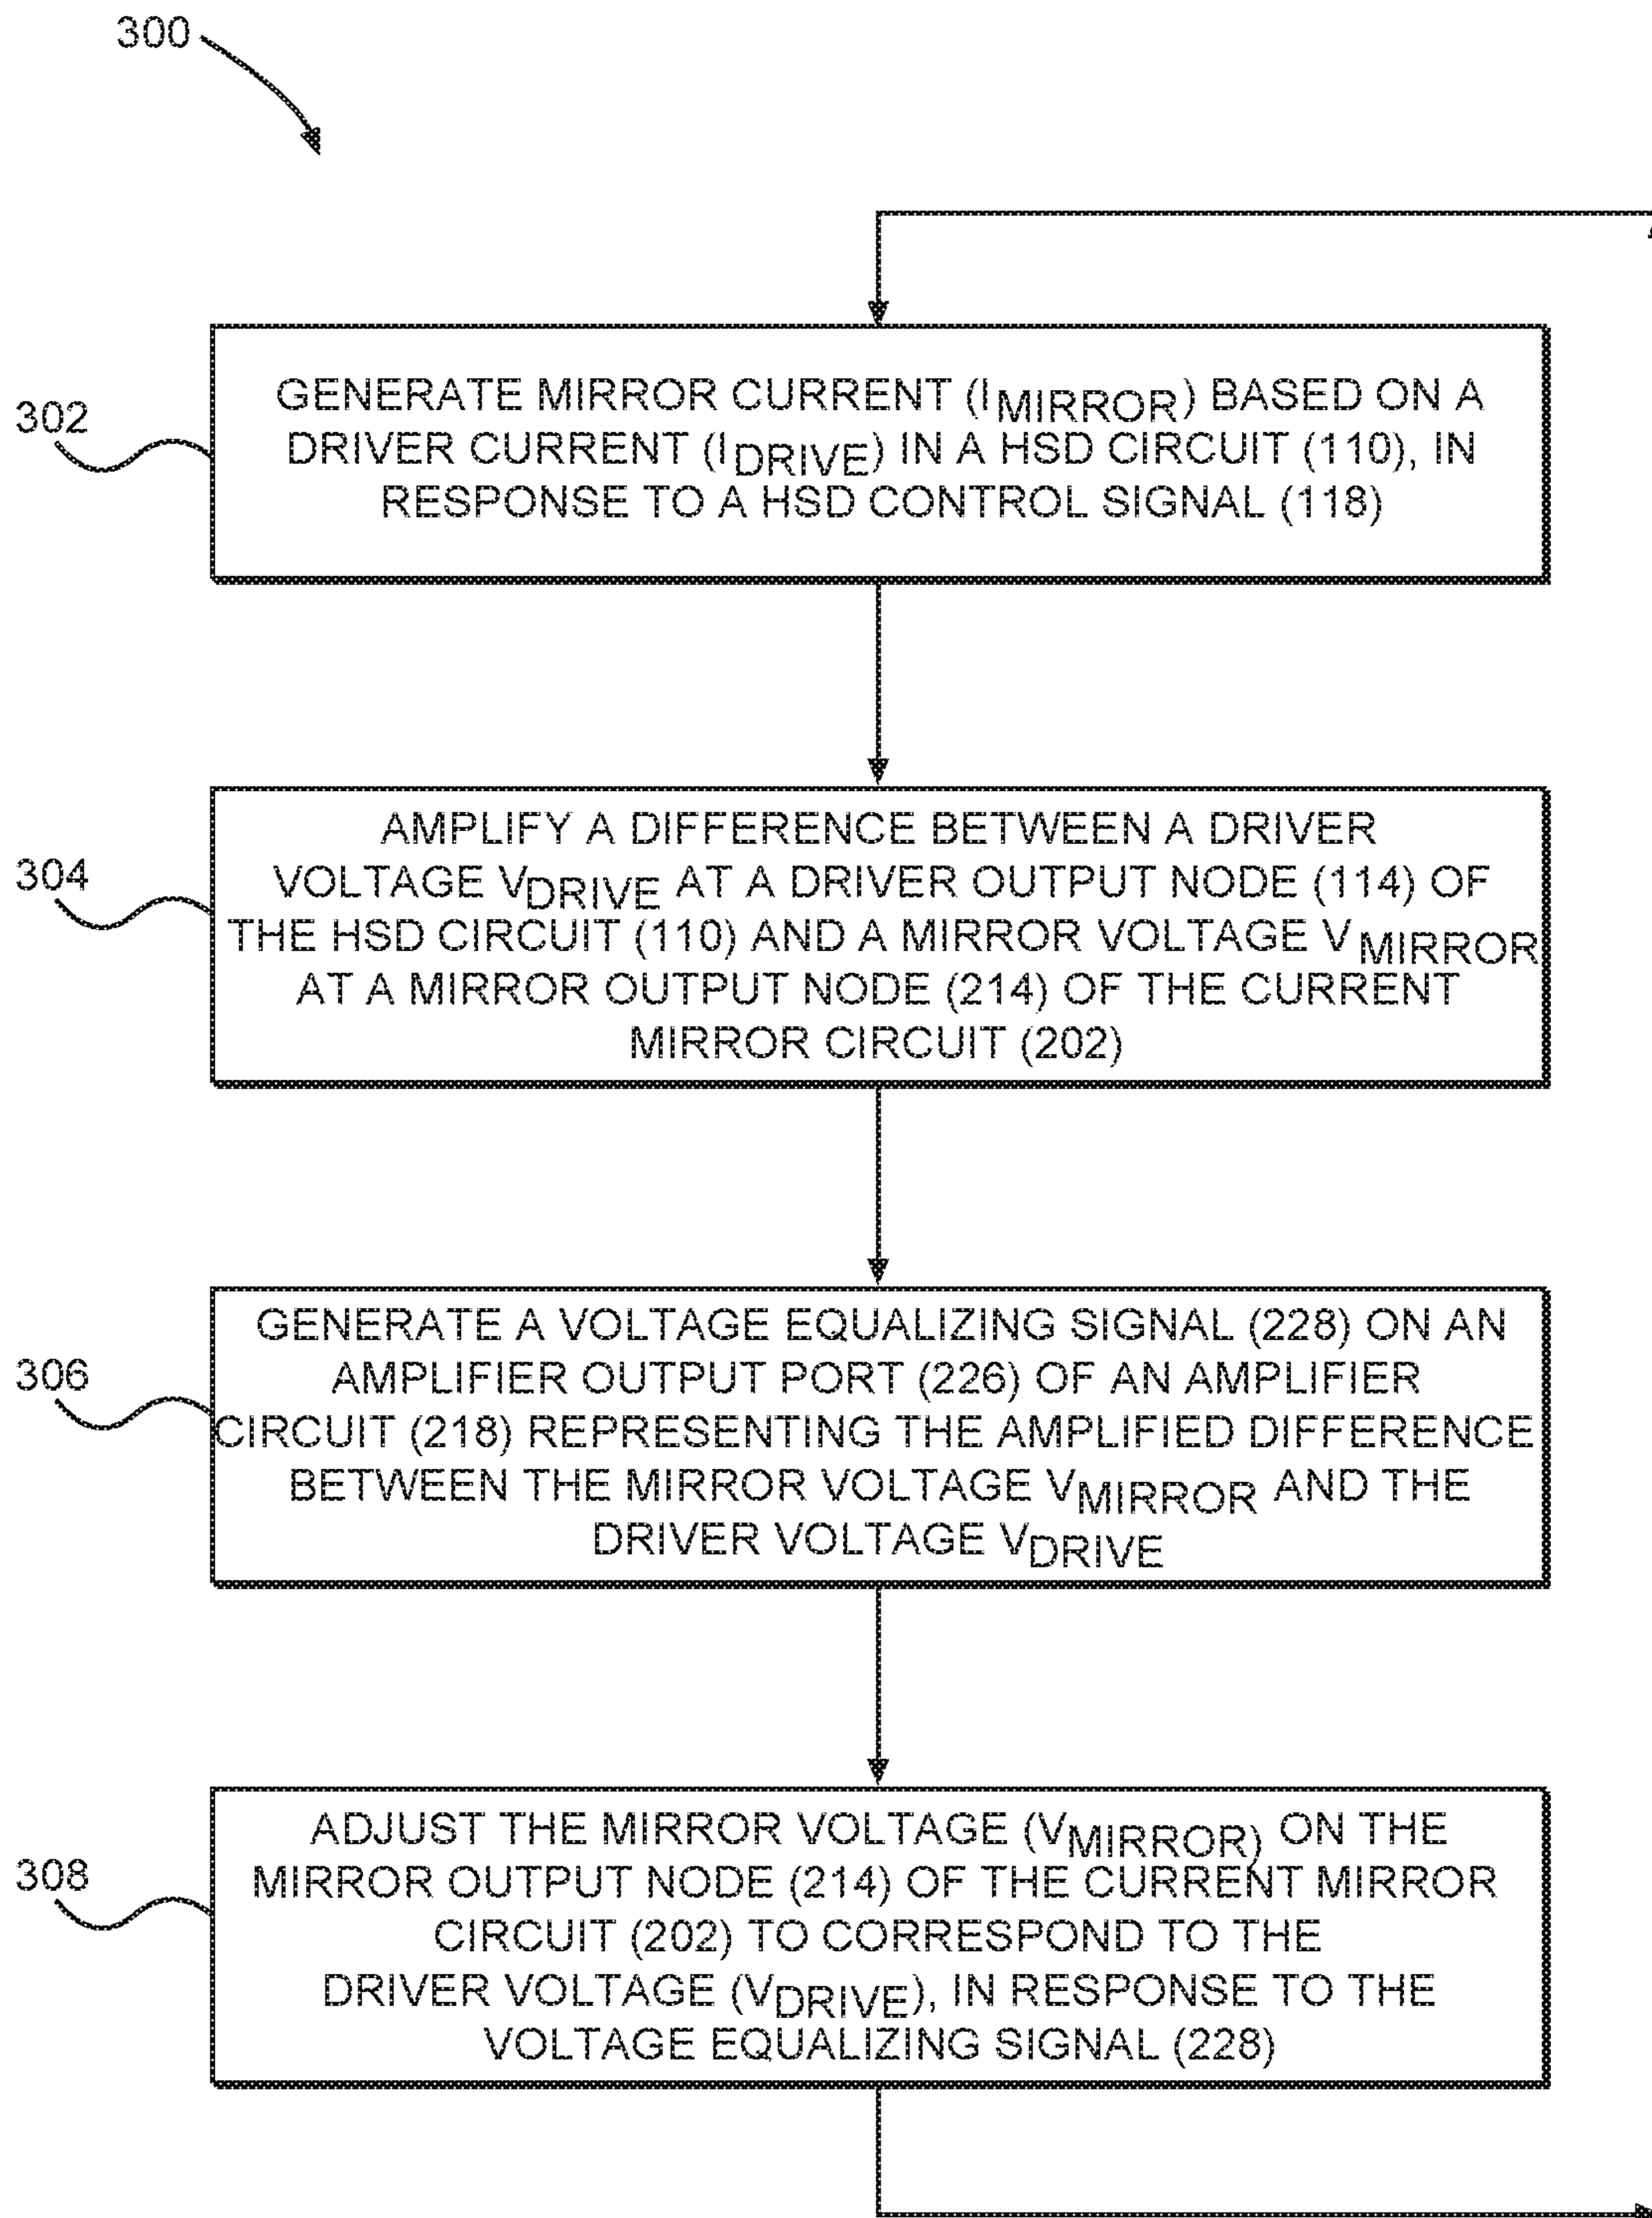 300
302
GENERATE MIRROR CURRENT (IMIRROR) BASED ON A
DRIVER CURRENT (IDRIVE) IN A HSD CIRCUIT (110), IN
RESPONSE TO A HSD CONTROL SIGNAL (118)
304
AMPLIFY A DIFFERENCE BETWEEN A DRIVER
VOLTAGE VDRIVE AT A DRIVER OUTPUT NODE (114) OF
THE HSD CIRCUIT (110) AND A MIRROR VOLTAGE VMIRROR
AT A MIRROR OUTPUT NODE (214) OF THE CURRENT
MIRROR CIRCUIT (202)
306
GENERATE A VOLTAGE EQUALIZING SIGNAL (228) ON AN
AMPLIFIER OUTPUT PORT (226) OF AN AMPLIFIER
CIRCUIT (218) REPRESENTING THE AMPLIFIED DIFFERENCE
BETWEEN THE MIRROR VOLTAGE VMIRROR AND THE
DRIVER VOLTAGE VDRIVE
308
ADJUST THE MIRROR VOLTAGE (VMIRROR) ON THE
MIRROR OUTPUT NODE (214) OF THE CURRENT MIRROR
CIRCUIT (202) TO CORRESPOND TO THE
DRIVER VOLTAGE (VDRIVE), IN RESPONSE TO THE
VOLTAGE EQUALIZING SIGNAL (228)